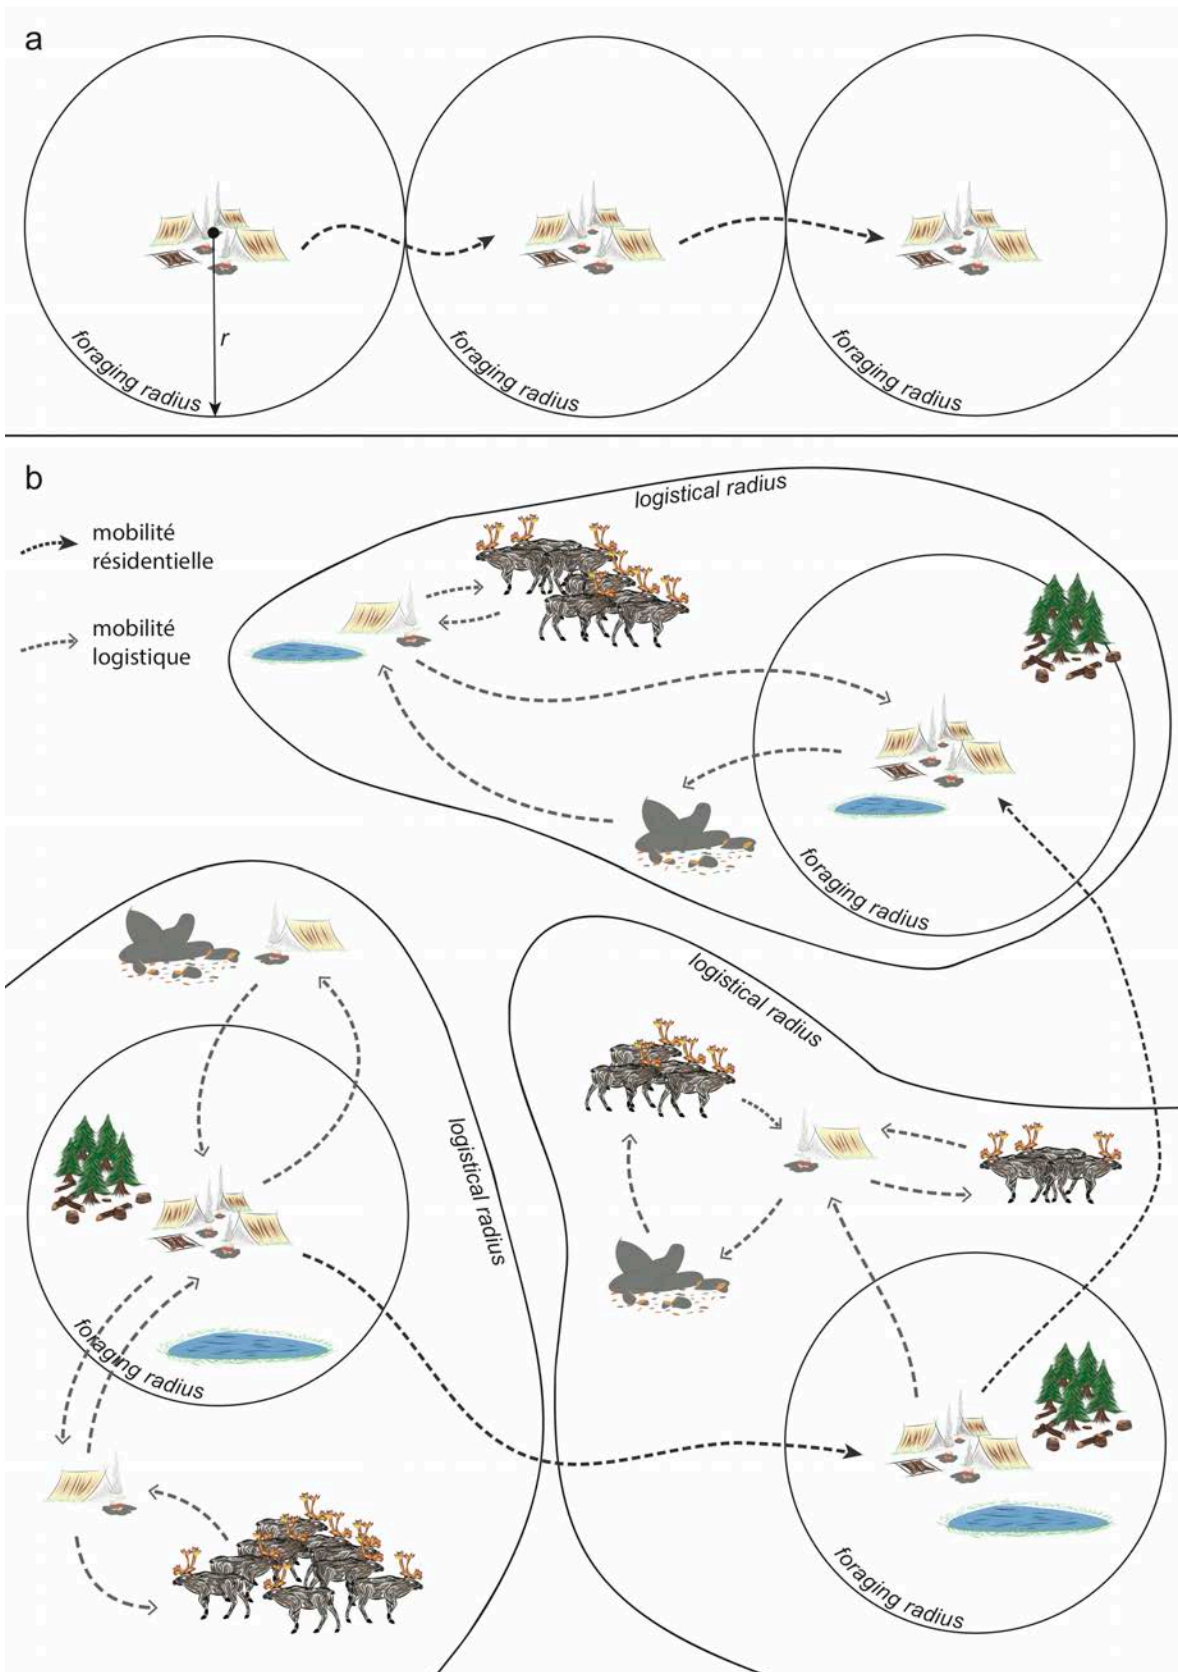 a
r
foraging radius
foraging radius
foraging radius
b
mobilité
résidentielle
mobilité
logistique
logistical radius
foraging radius
logistical radius
logistical radius
foraging radius
foraging radius